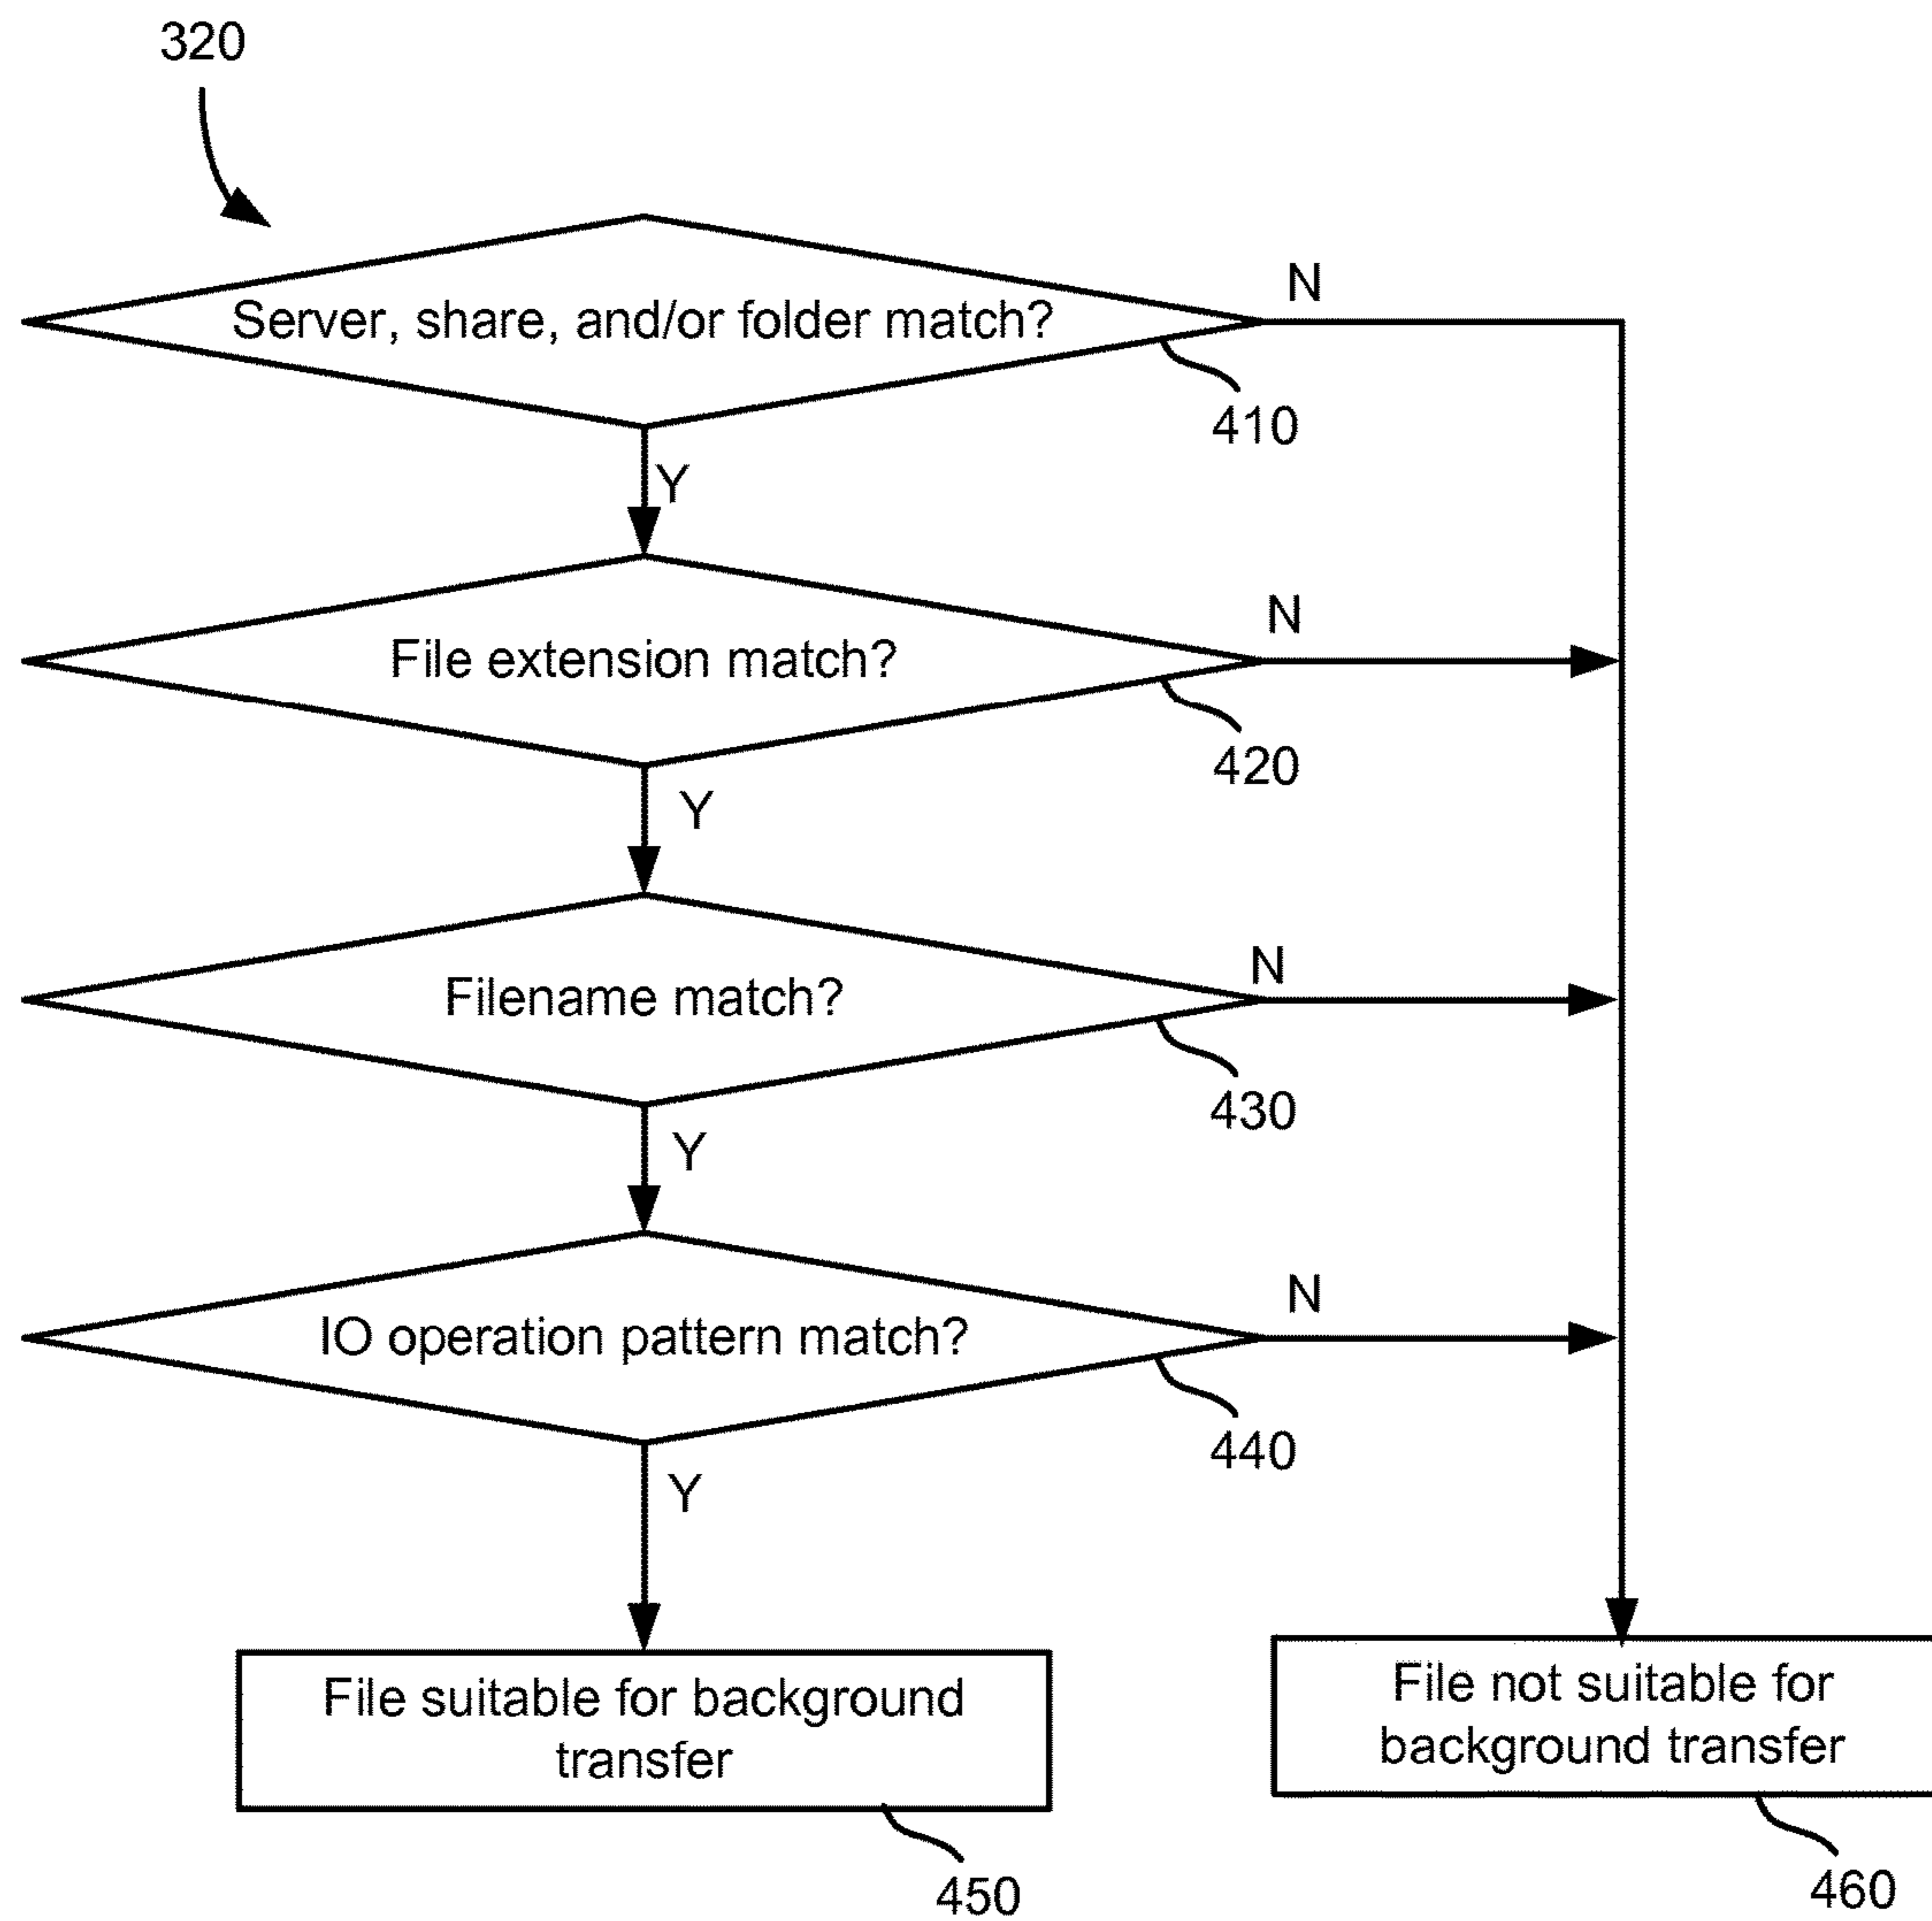 320
Server, share, and/or folder match?
N
410
Y
File extension match?
N
420
Y
Filename match?
N
430
Y
IO operation pattern match?
N
440
Y
File suitable for background
transfer
450
File not suitable for
background transfer
460